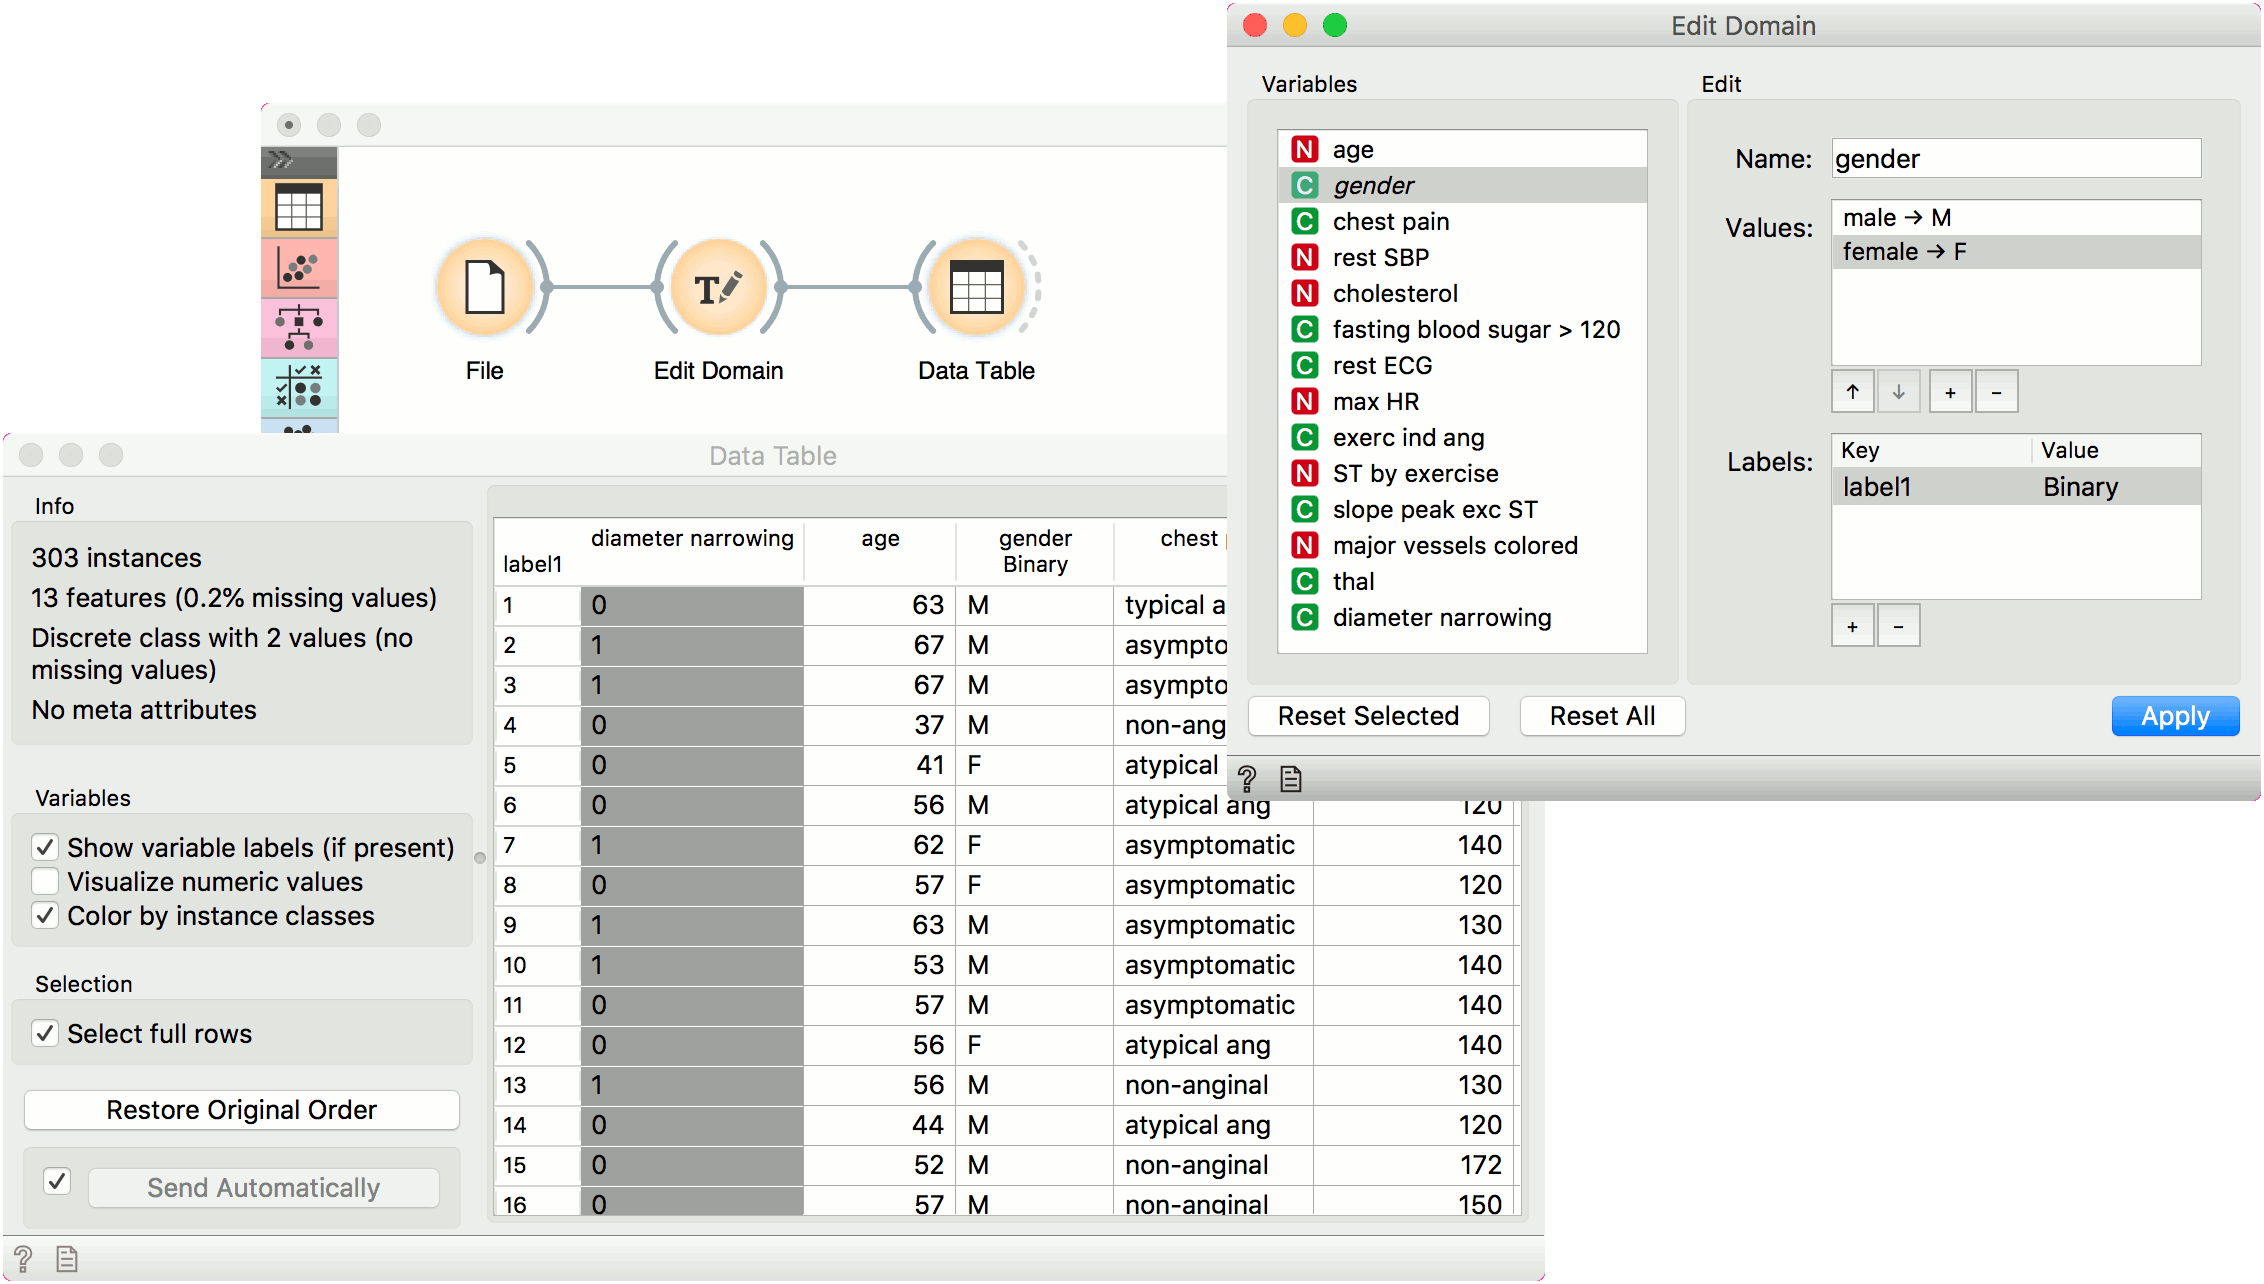 Edit Domain
Variables
N age
C gender
C chest pain
N rest SBP
N cholesterol
C fasting blood sugar > 120
C rest ECG
N max HR
C exerc ind ang
N ST by exercise
C slope peak exc ST
N major vessels colored
C thal
C diameter narrowing
Reset Selected Reset All
Edit
Name: gender
Values: male → M
female → F
↑ ↓ + -
Labels: Key Value
label1 Binary
+ -
Apply
?
T
File Edit Domain Data Table
Data Table
Info
303 instances
13 features (0.2% missing values)
Discrete class with 2 values (no
missing values)
No meta attributes
Variables
Show variable labels (if present)
Visualize numeric values
Color by instance classes
Selection
Select full rows
Restore Original Order
Send Automatically
?
diameter narrowing age gender chest
label1 Binary
1 0 63 M typical a
2 1 67 M asympto
3 1 67 M asympto
4 0 37 M non-ang
5 0 41 F atypical
6 0 56 M atypical ang 120
7 1 62 F asymptomatic 140
8 0 57 F asymptomatic 120
9 1 63 M asymptomatic 130
10 1 53 M asymptomatic 140
11 0 57 M asymptomatic 140
12 0 56 F atypical ang 140
13 1 56 M non-anginal 130
14 0 44 M atypical ang 120
15 0 52 M non-anginal 172
16 0 57 M non-anginal 150